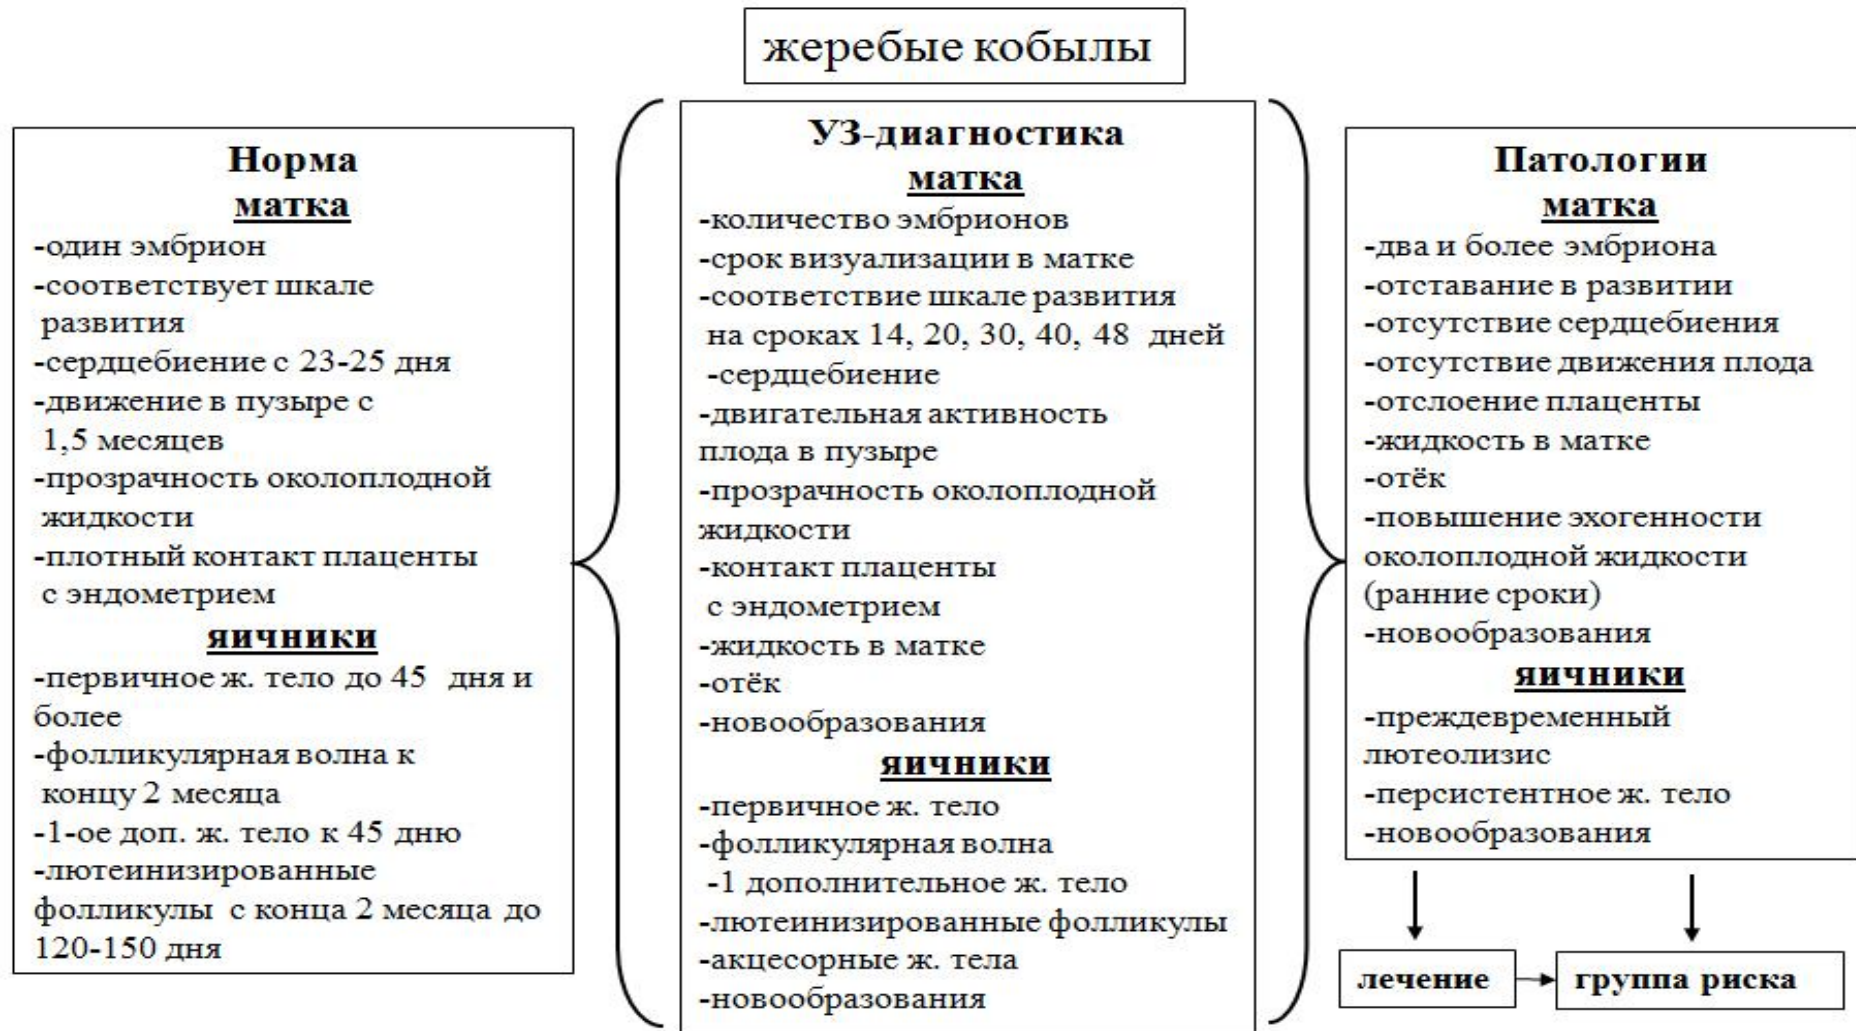 жеребые кобылы
Норма
матка
-один эмбрион
-соответствует шкале
развития
-сердцебиение с 23-25 дня
-движение в пузыре с
1,5 месяцев
-прозрачность околоплодной
жидкости
-плотный контакт плаценты
с эндометрием
яичники
-первичное ж. тело до 45 дня и
более
-фолликулярная волна к
концу 2 месяца
-1-ое доп. ж. тело к 45 дню
-лютеинизированные
фолликулы с конца 2 месяца до
120-150 дня
УЗ-диагностика
матка
-количество эмбрионов
-срок визуализации в матке
-соответствие шкале развития
на сроках 14, 20, 30, 40, 48 дней
-сердцебиение
-двигательная активность
плода в пузыре
-прозрачность околоплодной
жидкости
-контакт плаценты
с эндометрием
-жидкость в матке
-отёк
-новообразования
яичники
-первичное ж. тело
-фолликулярная волна
-1 дополнительное ж. тело
-лютеинизированные фолликулы
-акцесорные ж. тела
-новообразования
Патологии
матка
-два и более эмбриона
-отставание в развитии
-отсутствие сердцебиения
-отсутствие движения плода
-отслоение плаценты
-жидкость в матке
-отёк
-повышение эхогенности
околоплодной жидкости
(ранние сроки)
-новообразования
яичники
-преждевременный
лютеолизис
-персистентное ж. тело
-новообразования
лечение
группа риска